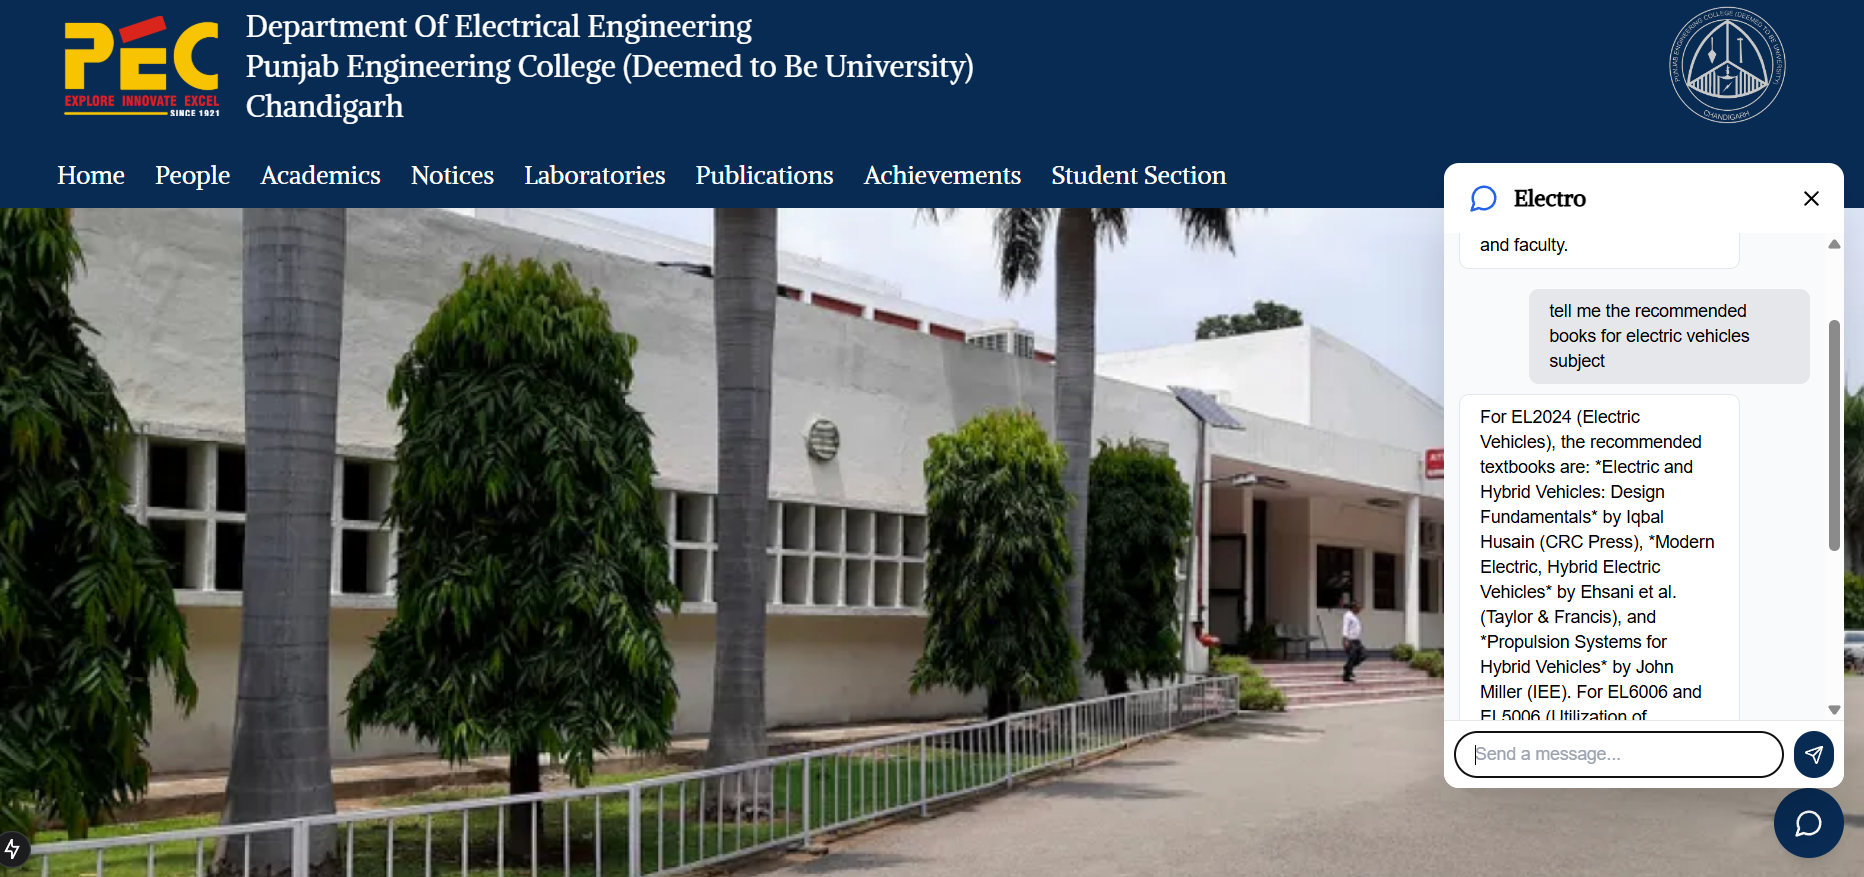 PEC
EXPLORE INNOVATE EXCEL
SINCE 1921
Department Of Electrical Engineering
Punjab Engineering College (Deemed to Be University)
Chandigarh
PUNJAB ENGINEERING COLLEGE (DEEMED TO BE UNIVERSITY)
CHANDIGARH
Home People Academics Notices Laboratories Publications Achievements Student Section
Electro
and faculty.
tell me the recommended
books for electric vehicles
subject
For EL2024 (Electric
Vehicles), the recommended
textbooks are: *Electric and
Hybrid Vehicles: Design
Fundamentals* by Iqbal
Husain (CRC Press), *Modern
Electric, Hybrid Electric
Vehicles* by Ehsani et al.
(Taylor & Francis), and
*Propulsion Systems for
Hybrid Vehicles* by John
Miller (IEE). For EL6006 and
EL5006 (Utilization of
Send a message...